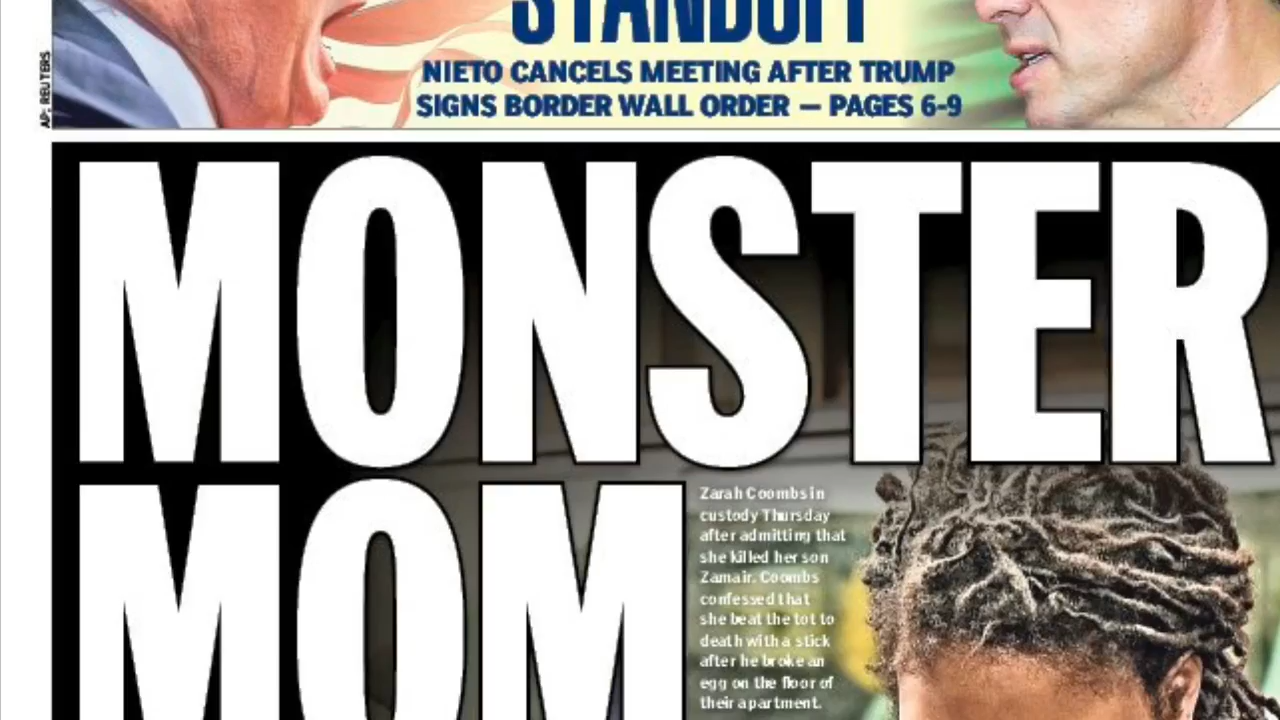 STANDOFF
NIETO CANCELS MEETING AFTER TRUMP
SIGNS BORDER WALL ORDER — PAGES 6-9
AP; REUTERS
MONSTER
MOM
Zarah Coombs in
custody Thursday
after admitting that
she killed her son
Zamair. Coombs
confessed that
she beat the tot to
death with a stick
after he broke an
egg on the floor of
their apartment.